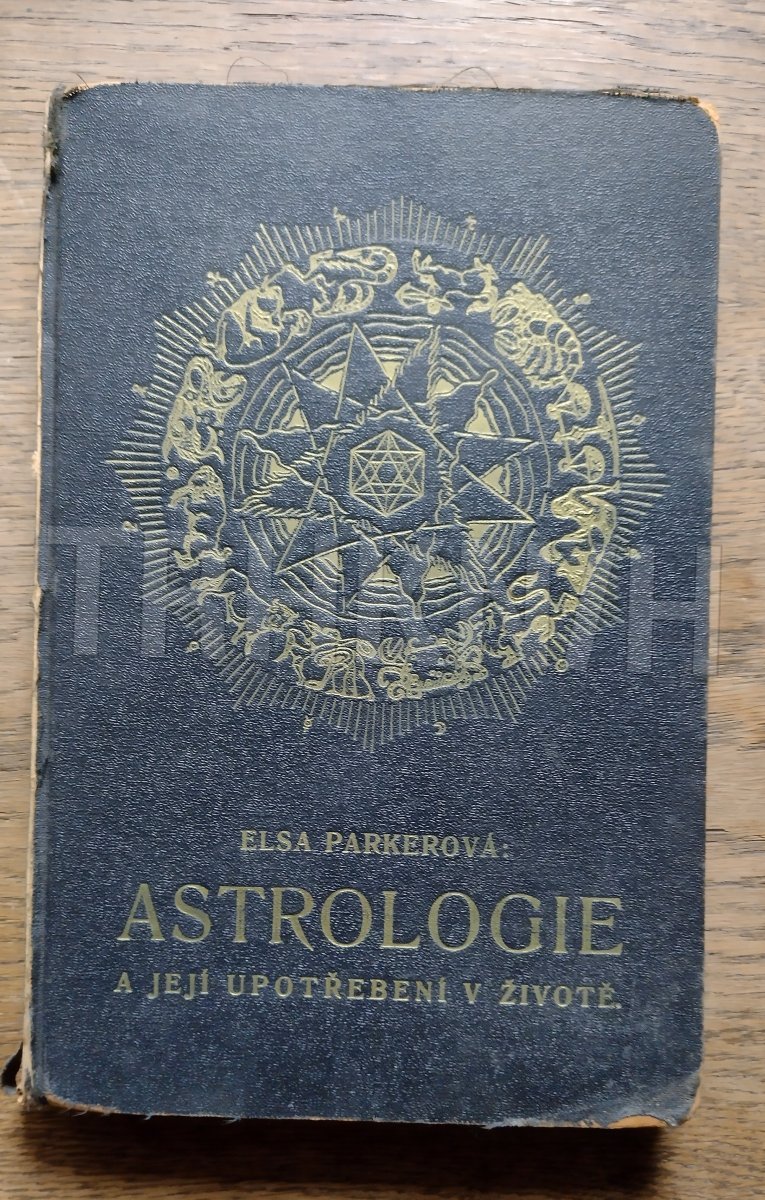 ELSA PARKEROVÁ:
ASTROLOGIE
A JEJÍ UPOTŘEBENÍ V ŽIVOTĚ.